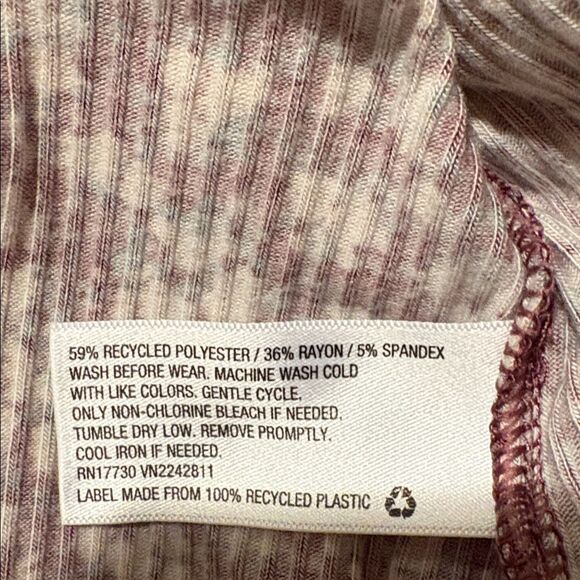 59% RECYCLED POLYESTER / 36% RAYON / 5% SPANDEX
WASH BEFORE WEAR. MACHINE WASH COLD
WITH LIKE COLORS. GENTLE CYCLE.
ONLY NON-CHLORINE BLEACH IF NEEDED.
TUMBLE DRY LOW. REMOVE PROMPTLY.
COOL IRON IF NEEDED.
RN17730 VN2242811
LABEL MADE FROM 100% RECYCLED PLASTIC